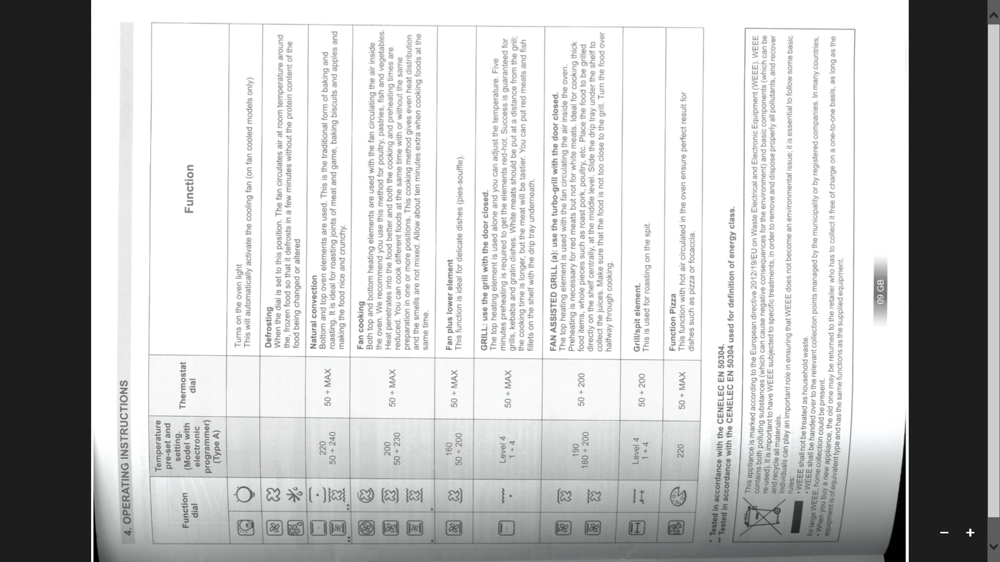 4. OPERATING INSTRUCTIONS
Function
dial
Temperature
pre-set and
setting.
(Model with
electronic
programmer)
(Type A)
Thermostat
dial
Function
Turns on the oven light
This will automatically activate the cooling fan (on fan cooled models only)
Defrosting
When the dial is set to this position. The fan circulates air at room temperature around
the, frozen food so that it defrosts in a few minutes without the protein content of the
food being changed or altered
**
220
50 ÷ 240
50 ÷ MAX
Natural convection
Bottom and top oven elements are used. This is the traditional form of baking and
roasting. It is ideal for roasting joints of meat and game, baking biscuits and apples and
making the food nice and crunchy.
**
*
200
50 ÷ 230
50 ÷ MAX
Fan cooking
Both top and bottom heating elements are used with the fan circulating the air inside
the oven. We recommend you use this method for poultry, pastries, fish and vegetables.
Heat penetrates into the food better and both the cooking and preheating times are
reduced. You can cook different foods at the same time with or without the same
preparation in one or more positions. This cooking method gives even heat distribution
and the smells are not mixed. Allow about ten minutes extra when cooking foods at the
same time.
*
160
50 ÷ 200
50 ÷ MAX
Fan plus lower element
This function is ideal for delicate dishes (pies-souffle).
Level 4
1 ÷ 4
50 ÷ MAX
GRILL: use the grill with the door closed.
The top heating element is used alone and you can adjust the temperature. Five
minutes preheating is required to get the elements red-hot. Success is guaranteed for
grills, kebabs and gratin dishes. White meats should be put at a distance from the grill;
the cooking time is longer, but the meat will be tastier. You can put red meats and fish
fillets on the shelf with the drip tray underneath.
190
180 ÷ 200
50 ÷ 200
FAN ASSISTED GRILL (a): use the turbo-grill with the door closed.
The top heating element is used with the fan circulating the air inside the oven.
Preheating is necessary for red meats but not for white meats. Ideal for cooking thick
food items, whole pieces such as roast pork, poultry, etc. Place the food to be grilled
directly on the shelf centrally, at the middle level. Slide the drip tray under the shelf to
collect the juices. Make sure that the food is not too close to the grill. Turn the food over
halfway through cooking.
Level 4
1 ÷ 4
50 ÷ 200
Grill/spit element.
This is used for roasting on the spit.
220
50 ÷ MAX
Function Pizza
This function with hot air circulated in the oven ensure perfect result for
dishes such as pizza or focaccia.
* Tested in accordance with the CENELEC EN 50304.
** Tested in accordance with the CENELEC EN 50304 used for definition of energy class.
This appliance is marked according to the European directive 2012/19/EU on Waste Electrical and Electronic Equipment (WEEE). WEEE
contains both polluting substances (which can cause negative consequences for the environment) and basic components (which can be
re-used). It is important to have WEEE subjected to specific treatments, in order to remove and dispose properly all pollutants, and recover
and recycle all materials.
Individuals can play an important role in ensuring that WEEE does not become an environmental issue; it is essential to follow some basic
rules:
• WEEE shall not be treated as household waste.
• WEEE shall be handed over to the relevant collection points managed by the municipality or by registered companies. In many countries,
for large WEEE, home collection could be present.
• When you buy a new appliance, the old one may be returned to the retailer who has to collect it free of charge on a one-to-one basis, as long as the
equipment is of equivalent type and has the same functions as the supplied equipment.
09 GB